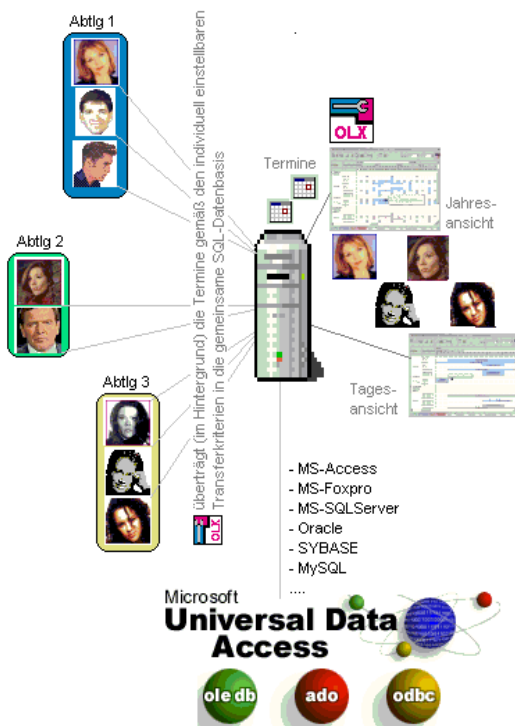 Abtlg 1
Abtlg 2
Abtlg 3
überträgt (im Hintergrund) die Termine gemäß den individuell einstellbaren
Transferkriterien in die gemeinsame SQL-Datenbasis
OLX
OLX
Termine
Jahres-
ansicht
Tages-
ansicht
- MS-Access
- MS-Foxpro
- MS-SQLServer
- Oracle
- SYBASE
- MySQL
....
Microsoft
Universal Data
Access
ole db
ado
odbc